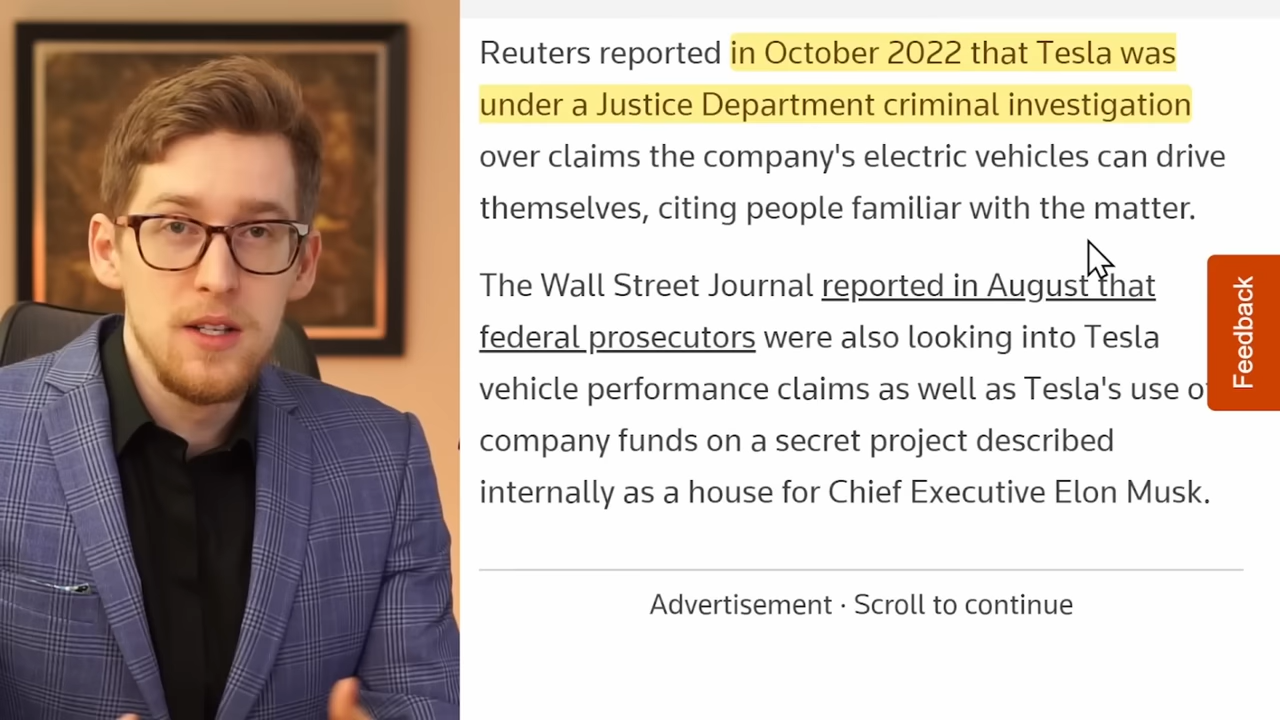 Reuters reported in October 2022 that Tesla was
under a Justice Department criminal investigation
over claims the company's electric vehicles can drive
themselves, citing people familiar with the matter.
The Wall Street Journal reported in August that
federal prosecutors were also looking into Tesla
vehicle performance claims as well as Tesla's use of
company funds on a secret project described
internally as a house for Chief Executive Elon Musk.
Feedback
Advertisement · Scroll to continue